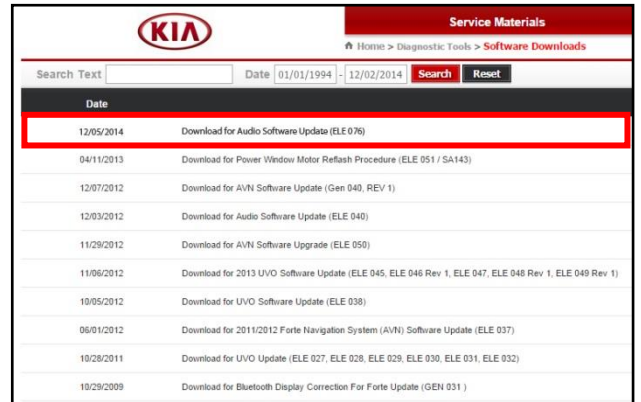 KIA
Service Materials
Home > Diagnostic Tools > Software Downloads
Search Text Date 01/01/1994 - 12/02/2014 Search Reset
Date
12/05/2014 Download for Audio Software Update (ELE 076)
04/11/2013 Download for Power Window Motor Reflash Procedure (ELE 051 / SA143)
12/07/2012 Download for AVN Software Update (Gen 040, REV 1)
12/03/2012 Download for Audio Software Update (ELE 040)
11/29/2012 Download for AVN Software Upgrade (ELE 050)
11/06/2012 Download for 2013 UVO Software Update (ELE 045, ELE 046 Rev 1, ELE 047, ELE 048 Rev 1, ELE 049 Rev 1)
10/05/2012 Download for UVO Software Update (ELE 038)
06/01/2012 Download for 2011/2012 Forte Navigation System (AVN) Software Update (ELE 037)
10/28/2011 Download for UVO Update (ELE 027, ELE 028, ELE 029, ELE 030, ELE 031, ELE 032)
10/29/2009 Download for Bluetooth Display Correction For Forte Update (GEN 031 )